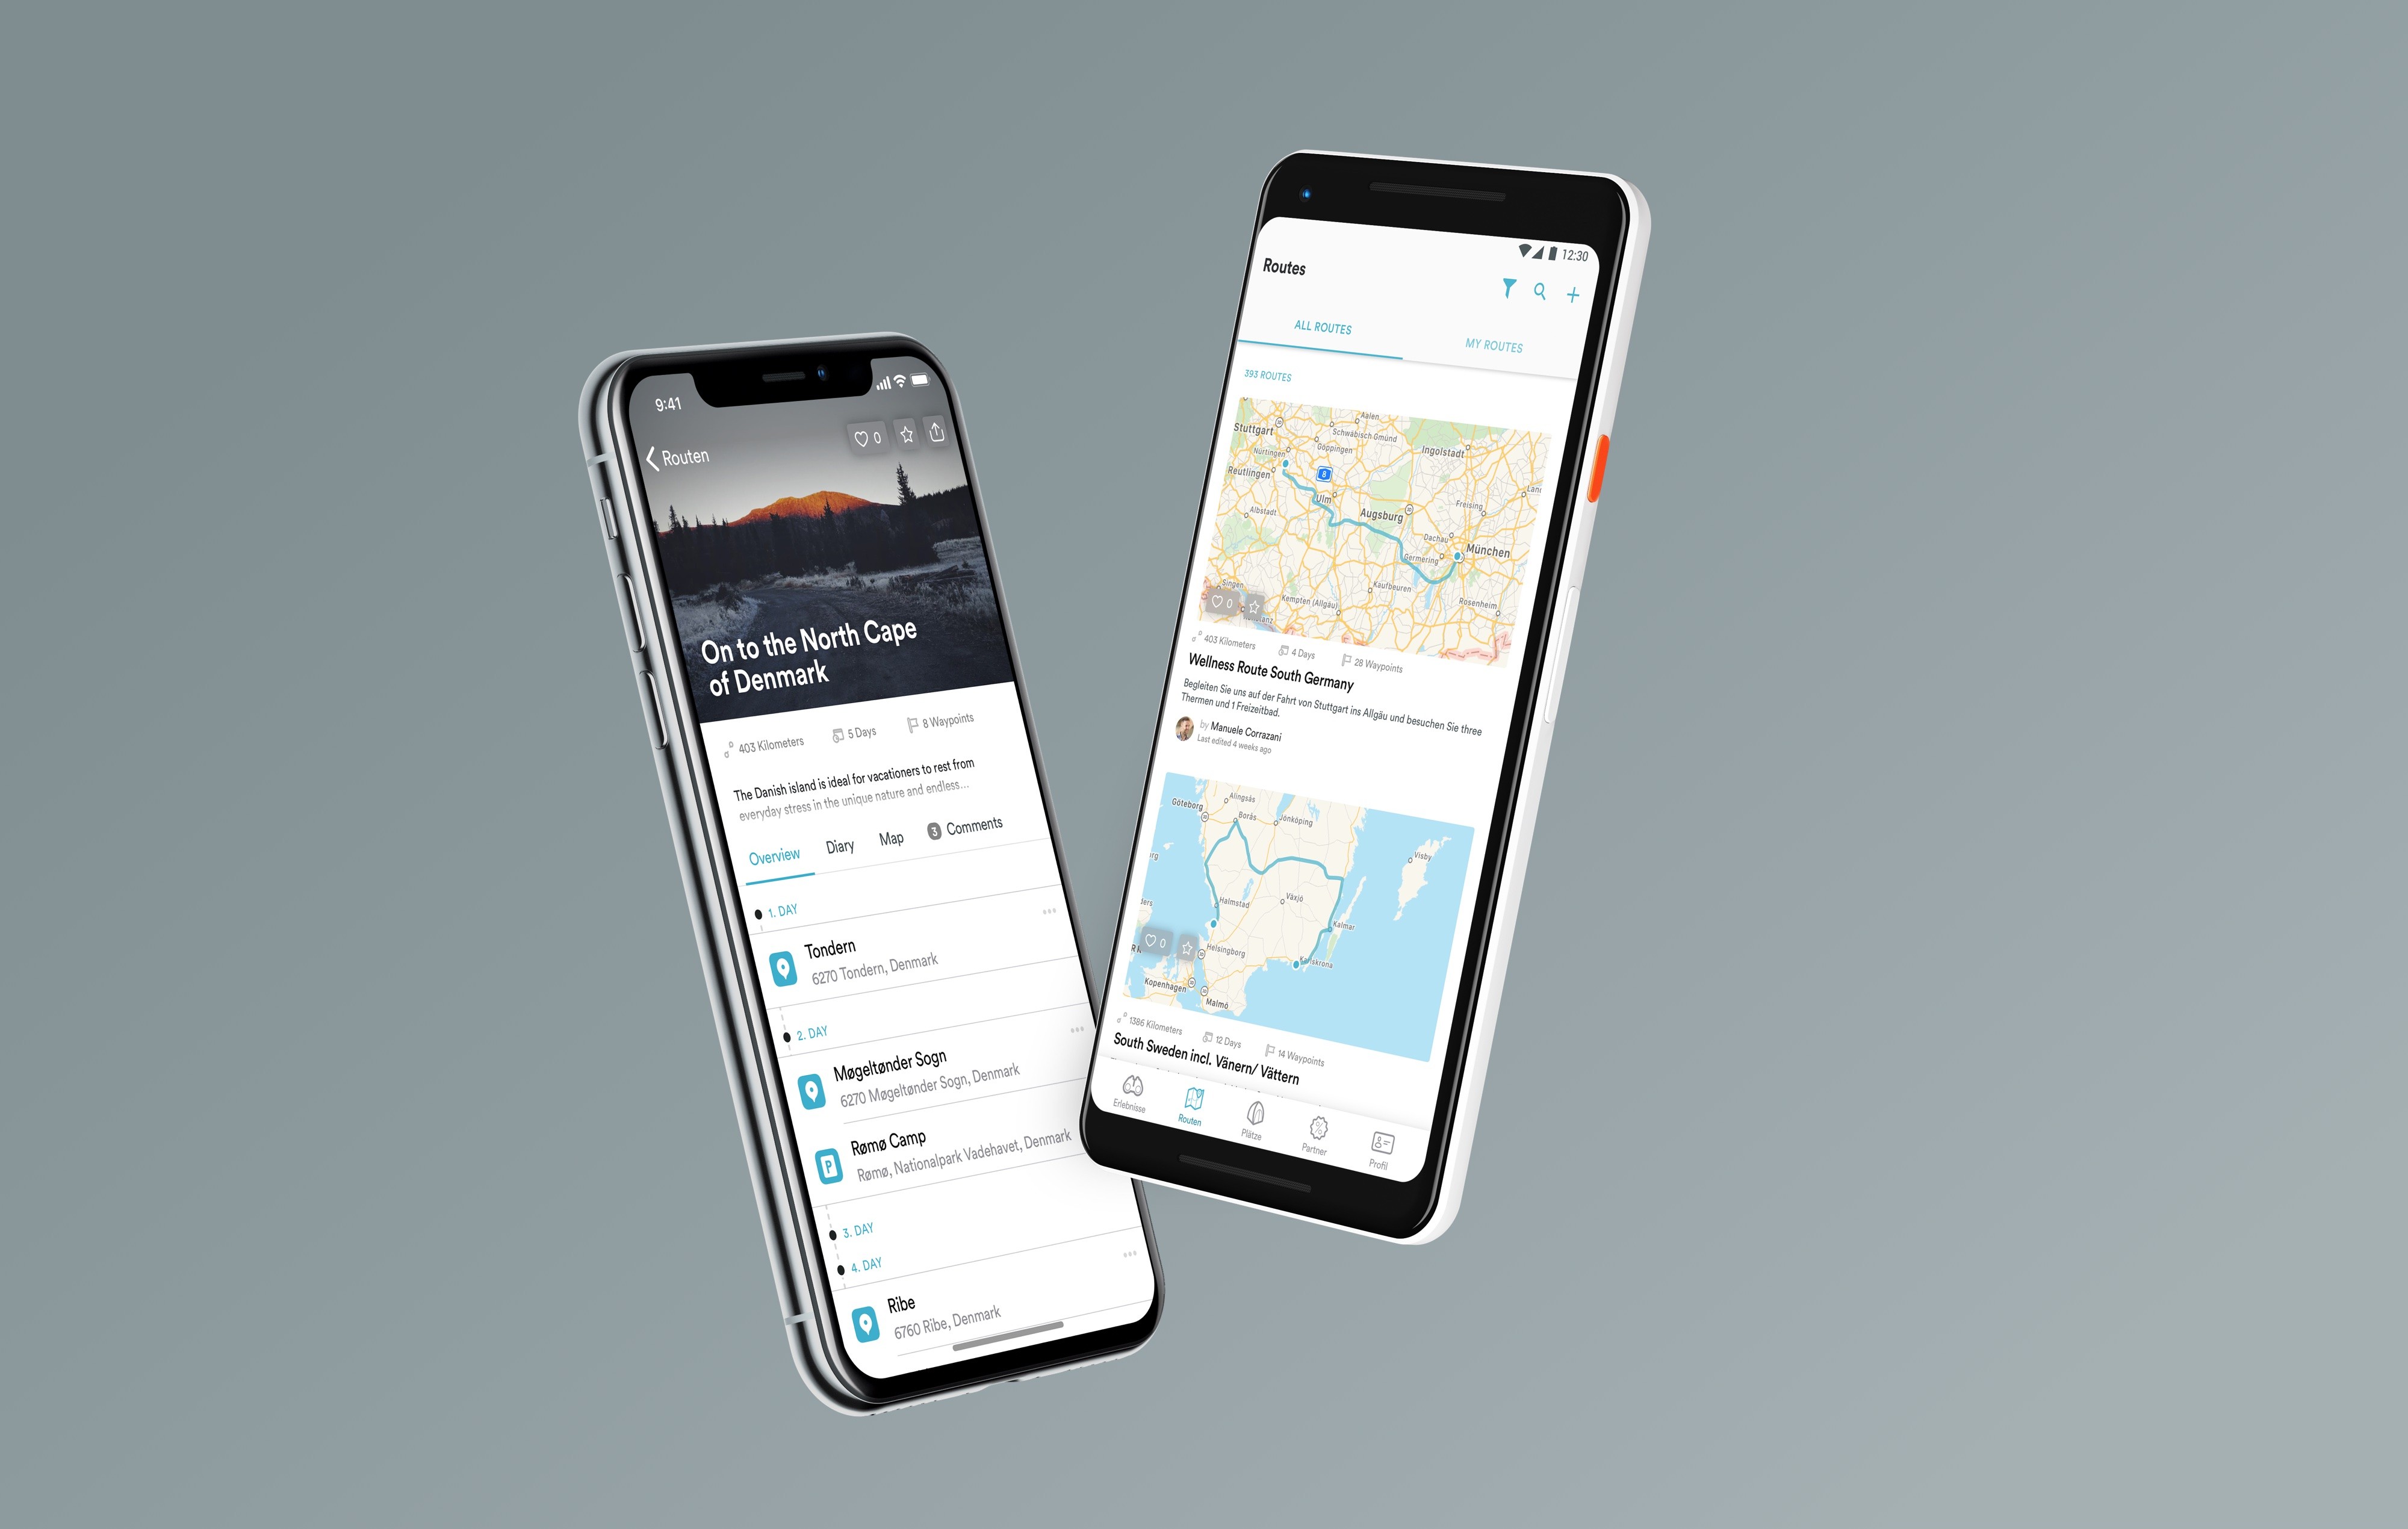 9:41
Routen
0
On to the North Cape
of Denmark
403 Kilometers
5 Days
8 Waypoints
The Danish island is ideal for vacationers to rest from
everyday stress in the unique nature and endless...
Overview
Diary
Map
3 Comments
1. DAY
Tondern
6270 Tondern, Denmark
2. DAY
Møgeltønder Sogn
6270 Møgeltønder Sogn, Denmark
P
Rømø Camp
Rømø, Nationalpark Vadehavet, Denmark
3. DAY
4. DAY
Ribe
6760 Ribe, Denmark
12:30
Routes
ALL ROUTES
MY ROUTES
393 ROUTES
Aalen
Stuttgart
Schwäbisch Gmünd
Göppingen
Ingolstadt
Nürtingen
Reutlingen
8
Ulm
Albstadt
Augsburg
Freising
Dachau
München
Germering
Singen
Kaufbeuren
Kempten (Allgäu)
Rosenheim
0
403 Kilometers
4 Days
28 Waypoints
Wellness Route South Germany
Begleiten Sie uns auf der Fahrt von Stuttgart ins Allgäu und besuchen Sie three
Thermen und 1 Freizeitbad.
by Manuele Corrazani
Last edited 4 weeks ago
Alingsås
Göteborg
Borås
Jönköping
Visby
Halmstad
Växjö
Kalmar
0
Helsingborg
Kopenhagen
Malmö
1386 Kilometers
12 Days
14 Waypoints
South Sweden incl. Vänern/ Vättern
Erlebnisse
Routen
Plätze
Partner
Profil